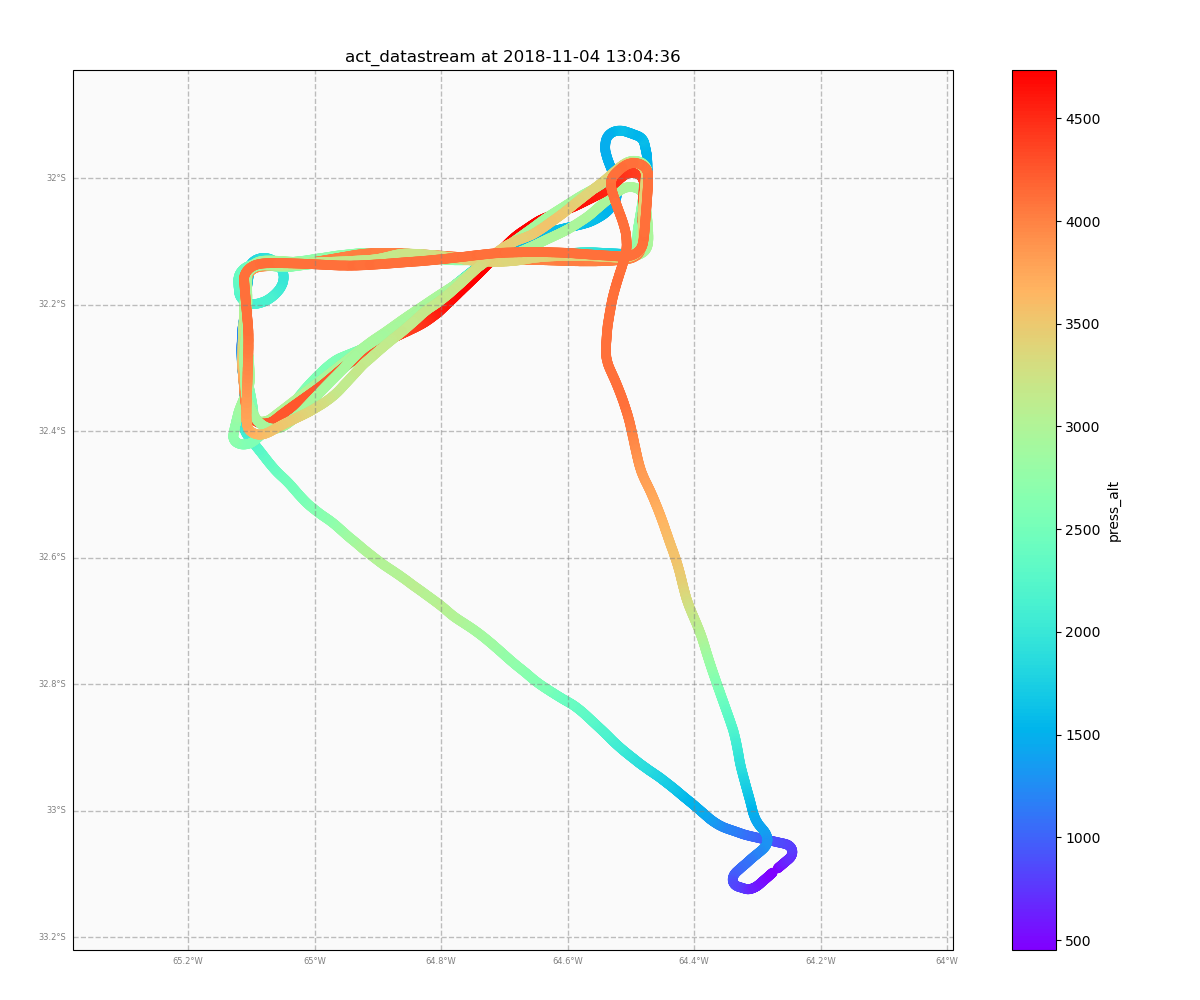 act_datastream at 2018-11-04 13:04:36
32°S
32.2°S
32.4°S
32.6°S
32.8°S
33°S
33.2°S
65.2°W
65°W
64.8°W
64.6°W
64.4°W
64.2°W
64°W
4500
4000
3500
3000
2500
2000
1500
1000
500
press_alt